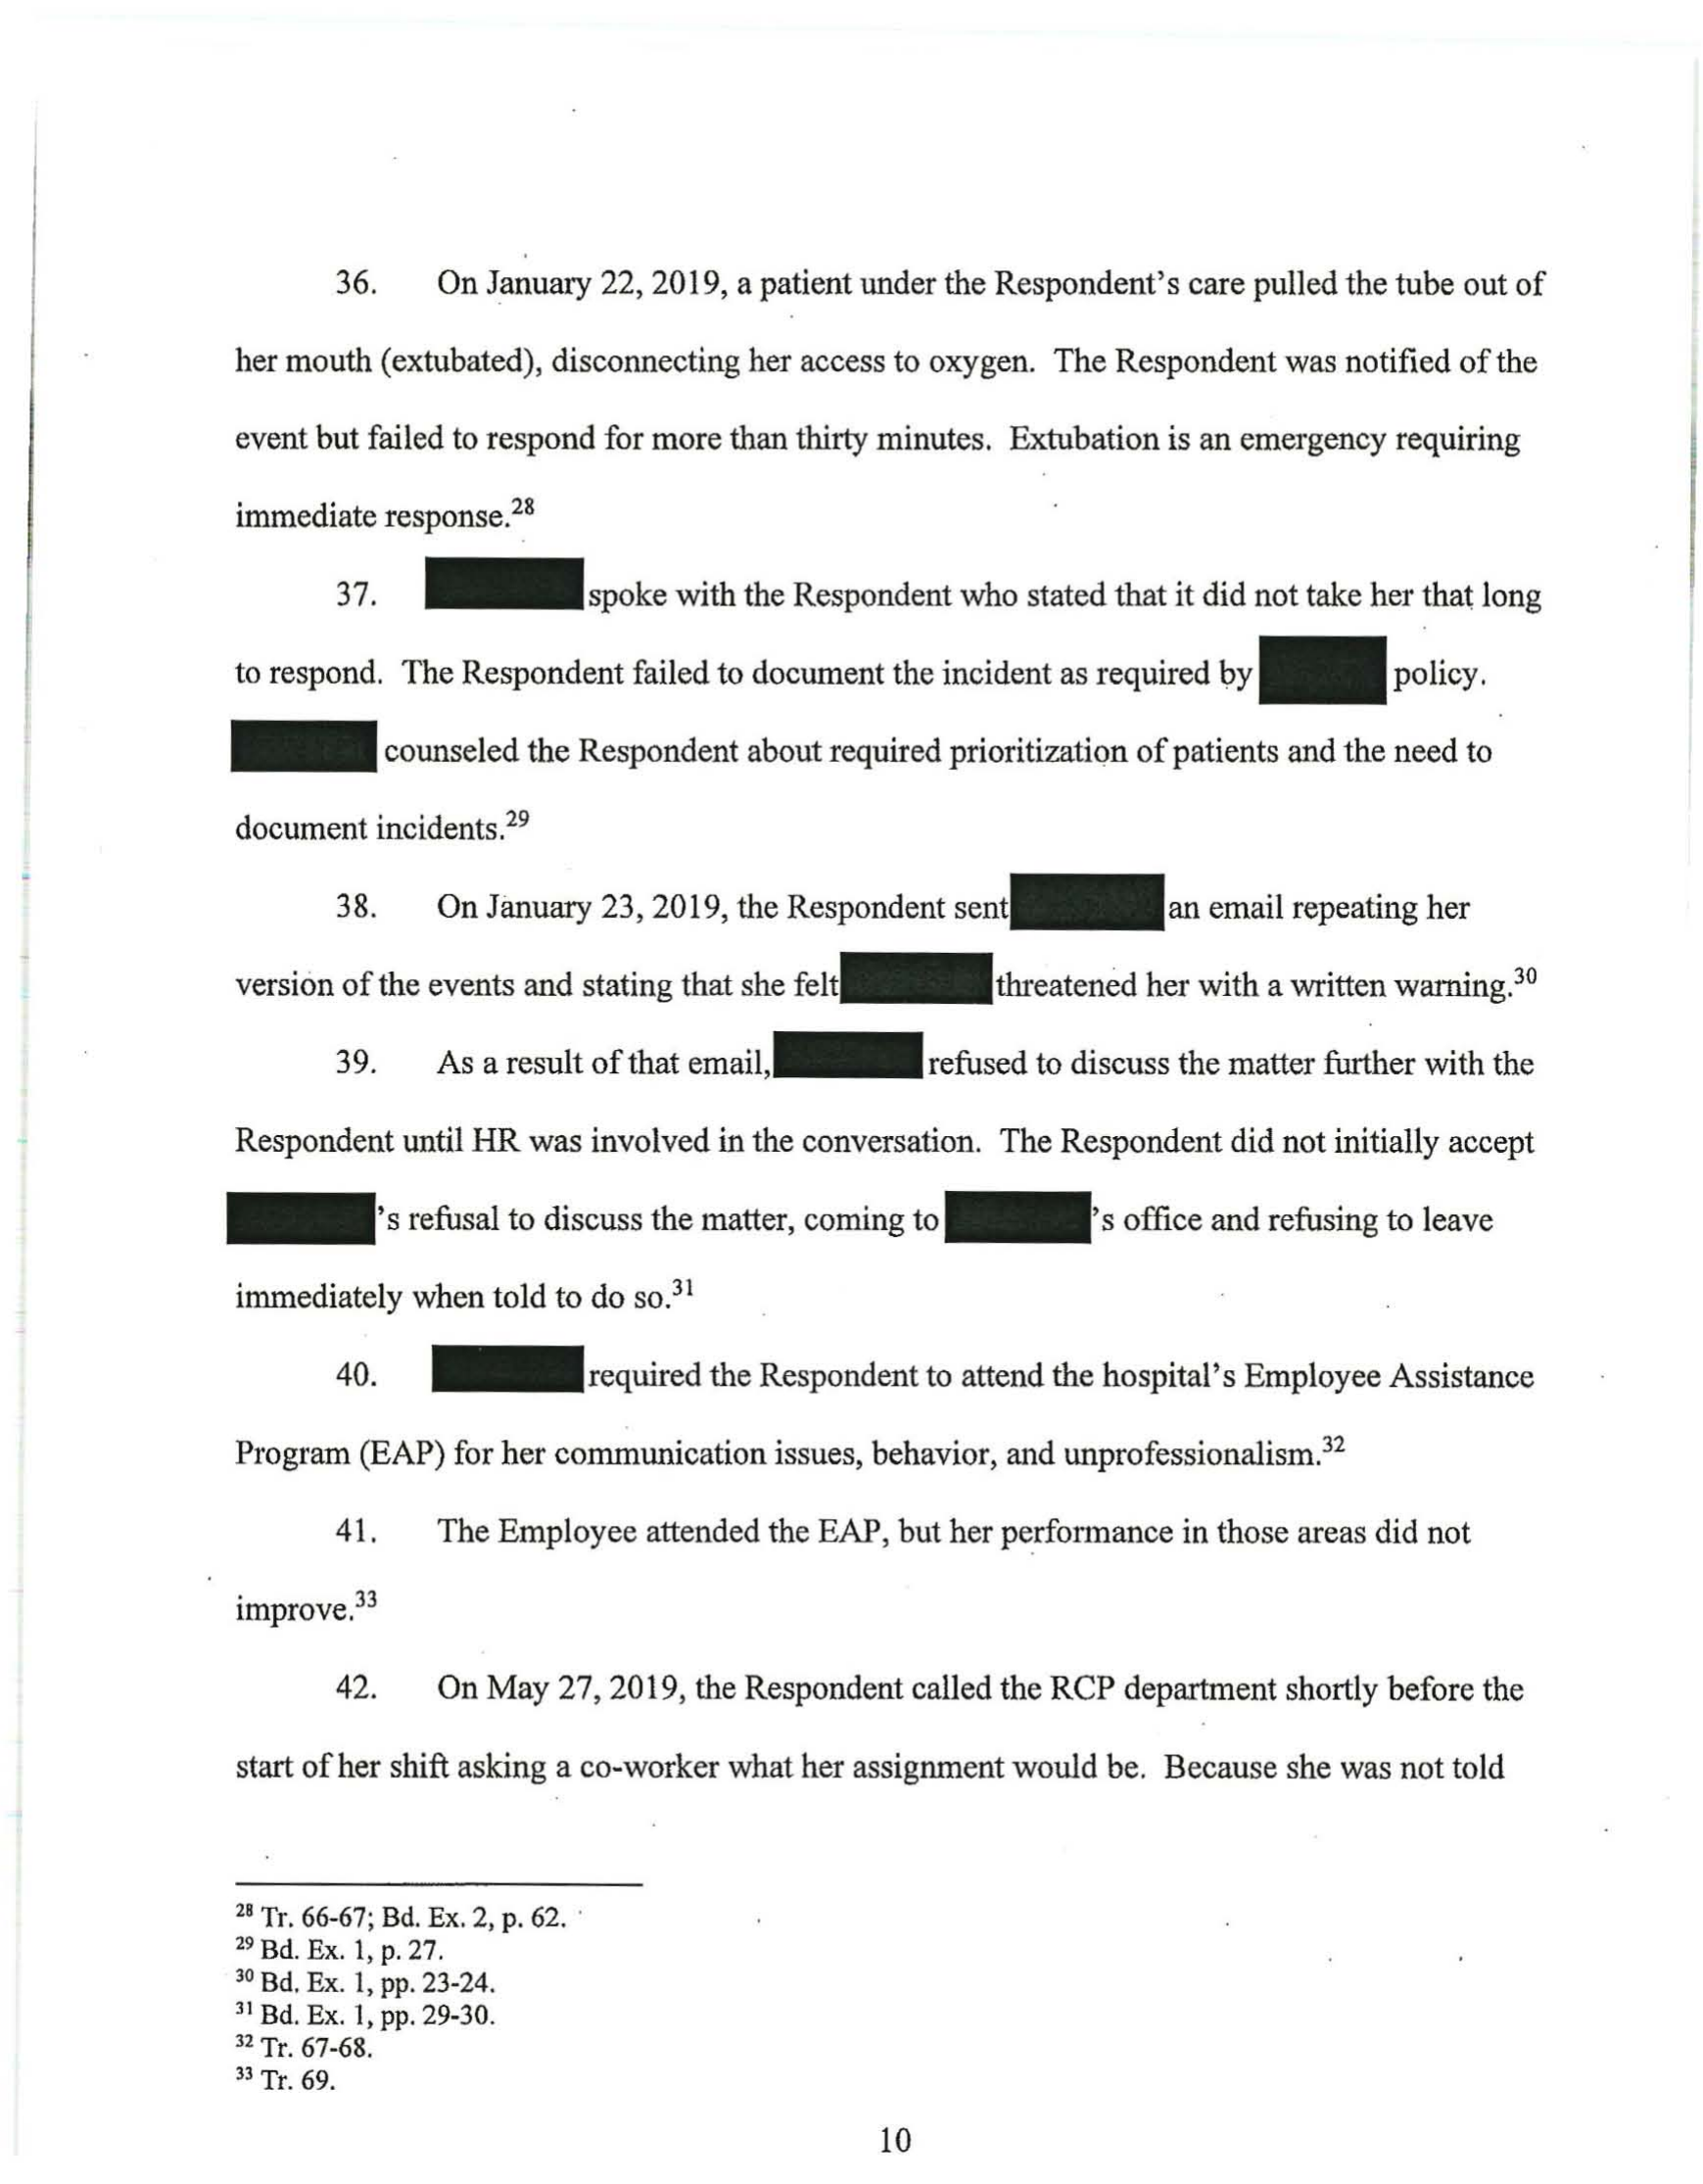 36. On January 22, 2019, a patient under the Respondent's care pulled the tube out of
her mouth (extubated), disconnecting her access to oxygen. The Respondent was notified of the
event but failed to respond for more than thirty minutes. Extubation is an emergency requiring
immediate response.28
37. spoke with the Respondent who stated that it did not take her that long
to respond. The Respondent failed to document the incident as required by policy.
counseled the Respondent about required prioritization of patients and the need to
document incidents.29
38. On January 23, 2019, the Respondent sent an email repeating her
version of the events and stating that she felt threatened her with a written warning.30
39. As a result of that email, refused to discuss the matter further with the
Respondent until HR was involved in the conversation. The Respondent did not initially accept
's refusal to discuss the matter, coming to 's office and refusing to leave
immediately when told to do so.31
40. required the Respondent to attend the hospital's Employee Assistance
Program (EAP) for her communication issues, behavior, and unprofessionalism.32
41. The Employee attended the EAP, but her performance in those areas did not
improve.33
42. On May 27, 2019, the Respondent called the RCP department shortly before the
start of her shift asking a co-worker what her assignment would be. Because she was not told
28 Tr. 66-67; Bd. Ex. 2, p. 62.
29 Bd. Ex. 1, p. 27.
30 Bd. Ex. 1, pp. 23-24.
31 Bd. Ex. 1, pp. 29-30.
32 Tr. 67-68.
33 Tr. 69.
10